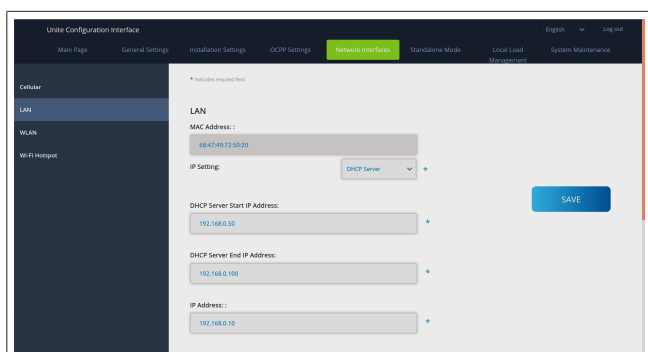 Unite Configuration Interface
English
Log out
Main Page
General Settings
Installation Settings
OCPP Settings
Network Interfaces
Standalone Mode
Local Load Management
System Maintenance
* Indicates required field.
Cellular
LAN
WLAN
Wi-Fi Hotspot
LAN
MAC Address: :
68:47:49:72:50:20
IP Setting:
DHCP Server
*
SAVE
DHCP Server Start IP Address:
192.168.0.50
*
DHCP Server End IP Address:
192.168.0.100
*
IP Address: :
192.168.0.10
*